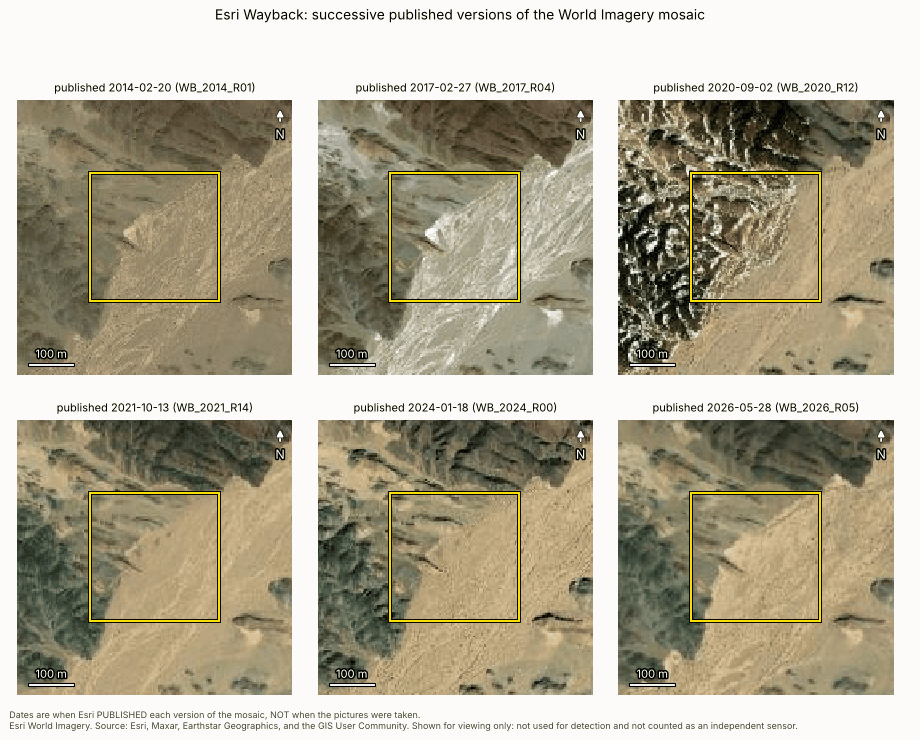 Esri Wayback: successive published versions of the World Imagery mosaic
published 2014-02-20 (WB_2014_R01)
published 2017-02-27 (WB_2017_R04)
published 2020-09-02 (WB_2020_R12)
N
N
N
100 m
100 m
100 m
published 2021-10-13 (WB_2021_R14)
published 2024-01-18 (WB_2024_R00)
published 2026-05-28 (WB_2026_R05)
N
N
N
100 m
100 m
100 m
Dates are when Esri PUBLISHED each version of the mosaic, NOT when the pictures were taken.
Esri World Imagery. Source: Esri, Maxar, Earthstar Geographics, and the GIS User Community. Shown for viewing only: not used for detection and not counted as an independent sensor.